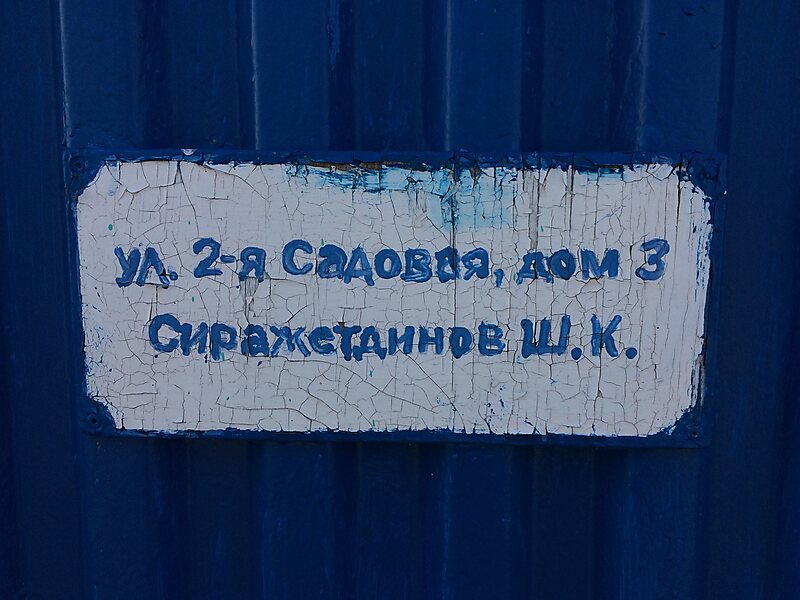 ул. 2-я Садовая, дом 3
Сиражетдинов Ш. К.